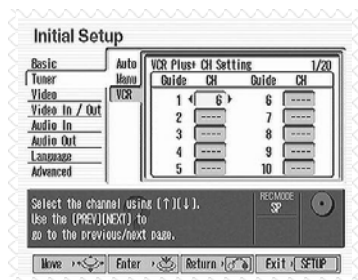 Initial Setup
Basic
Tuner
Video
Video In / Out
Audio In
Audio Out
Language
Advanced
Auto
Manu
VCR
VCR Plus+ CH Setting 1/20
Guide CH Guide CH
1 6 6 ----
2 ---- 7 ----
3 ---- 8 ----
4 ---- 9 ----
5 ---- 10 ----
Select the channel using [↑][↓].
Use the [PREV][NEXT] to
go to the previous/next page.
REC MODE
SP
Move Enter Return Exit SETUP